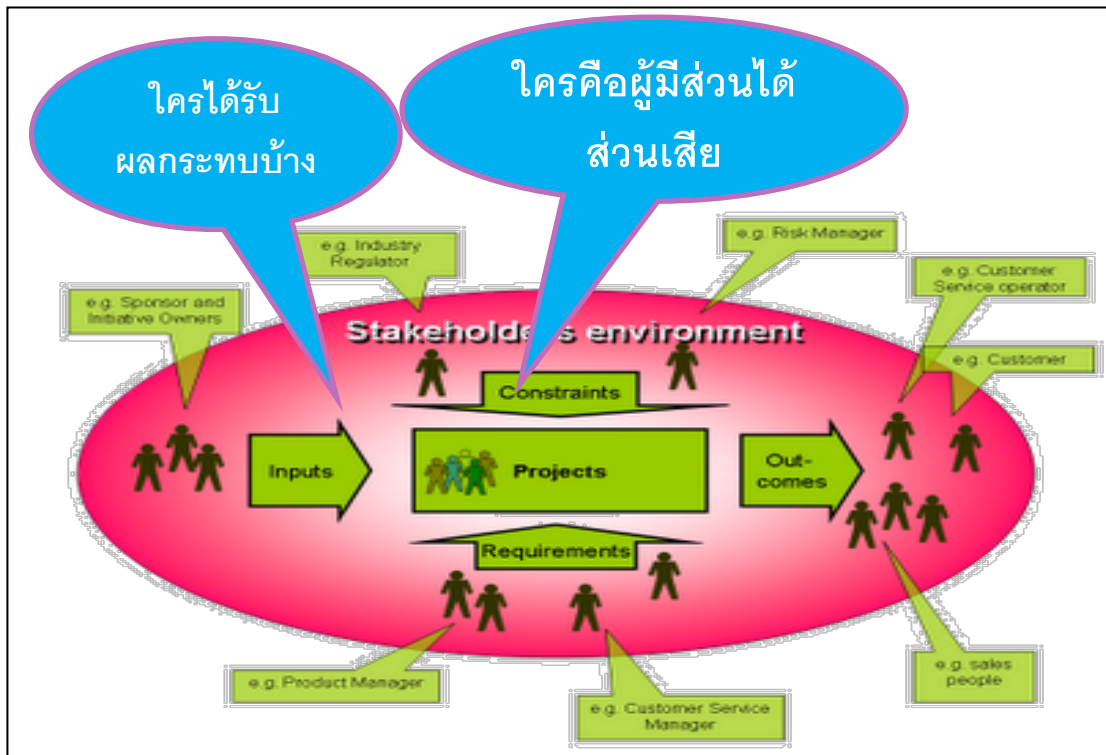 ใครได้รับ
ผลกระทบบ้าง
ใครคือผู้มีส่วนได้
ส่วนเสีย
e.g. Industry
Regulator
e.g. Risk Manager
e.g. Sponsor and
Initiative Owners
e.g. Customer
Service operator
e.g. Customer
Stakeholders environment
Constraints
Inputs
Projects
Out-
comes
Requirements
e.g. Product Manager
e.g. Customer Service
Manager
e.g. sales
people